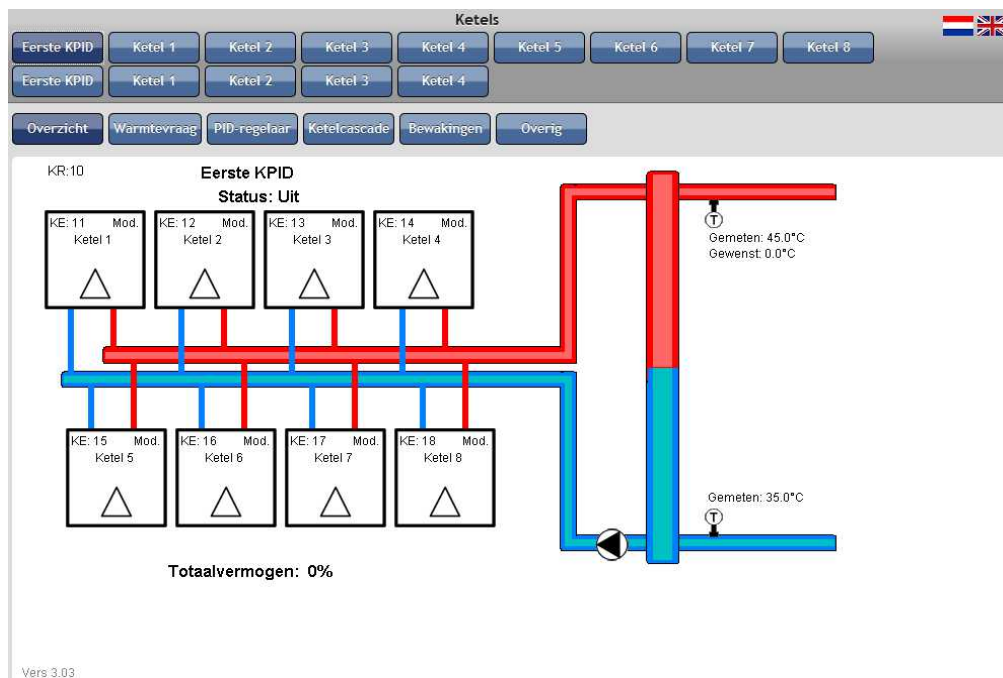 Ketels
Eerste KPID Ketel 1 Ketel 2 Ketel 3 Ketel 4 Ketel 5 Ketel 6 Ketel 7 Ketel 8
Eerste KPID Ketel 1 Ketel 2 Ketel 3 Ketel 4
Overzicht Warmtevraag PID-regelaar Ketelcascade Bewakingen Overig
KR:10 Eerste KPID
Status: Uit
KE: 11 Mod. KE: 12 Mod. KE: 13 Mod. KE: 14 Mod.
Ketel 1 Ketel 2 Ketel 3 Ketel 4
T
Gemeten: 45.0°C
Gewenst: 0.0°C
KE: 15 Mod. KE: 16 Mod. KE: 17 Mod. KE: 18 Mod.
Ketel 5 Ketel 6 Ketel 7 Ketel 8
Gemeten: 35.0°C
T
Totaalvermogen: 0%
Vers 3.03